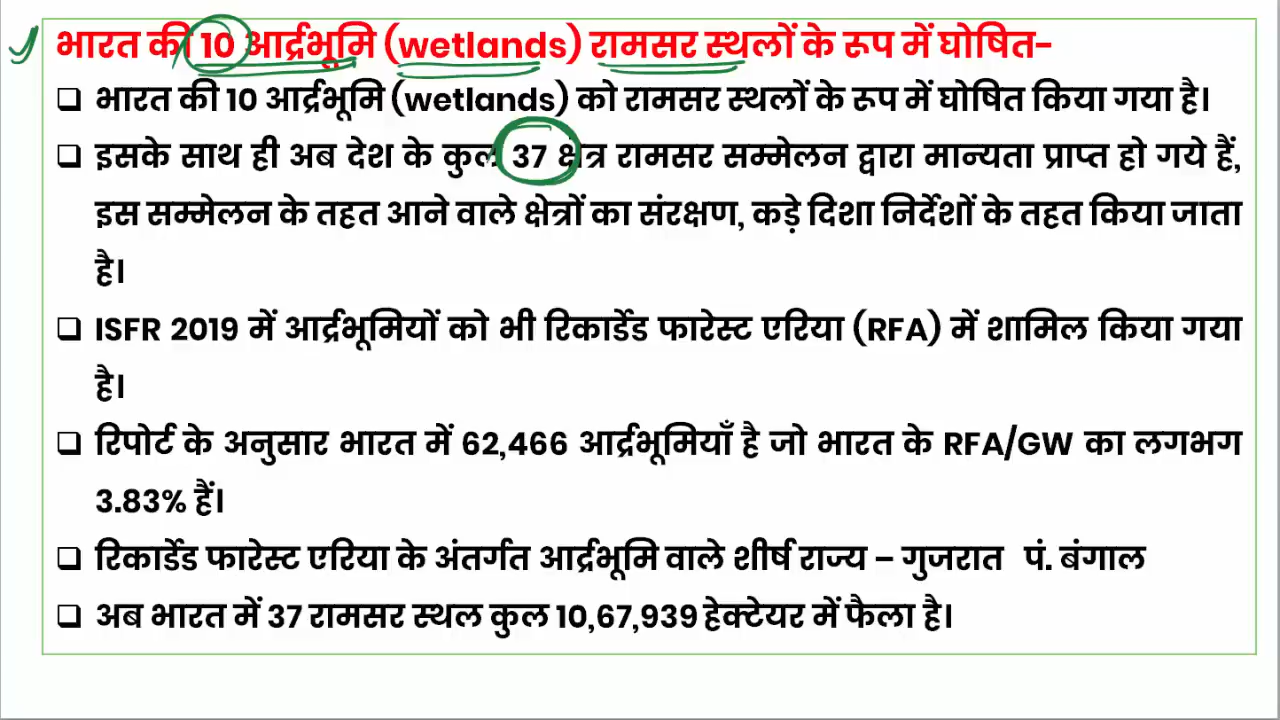 भारत की 10 आर्द्रभूमि (wetlands) रामसर स्थलों के रूप में घोषित-
❑ भारत की 10 आर्द्रभूमि (wetlands) को रामसर स्थलों के रूप में घोषित किया गया है।
❑ इसके साथ ही अब देश के कुल 37 क्षेत्र रामसर सम्मेलन द्वारा मान्यता प्राप्त हो गये हैं,
इस सम्मेलन के तहत आने वाले क्षेत्रों का संरक्षण, कड़े दिशा निर्देशों के तहत किया जाता
है।
❑ ISFR 2019 में आर्द्रभूमियों को भी रिकार्डेड फारेस्ट एरिया (RFA) में शामिल किया गया
है।
❑ रिपोर्ट के अनुसार भारत में 62,466 आर्द्रभूमियाँ है जो भारत के RFA/GW का लगभग
3.83% हैं।
❑ रिकार्डेड फारेस्ट एरिया के अंतर्गत आर्द्रभूमि वाले शीर्ष राज्य – गुजरात पं. बंगाल
❑ अब भारत में 37 रामसर स्थल कुल 10,67,939 हेक्टेयर में फैला है।